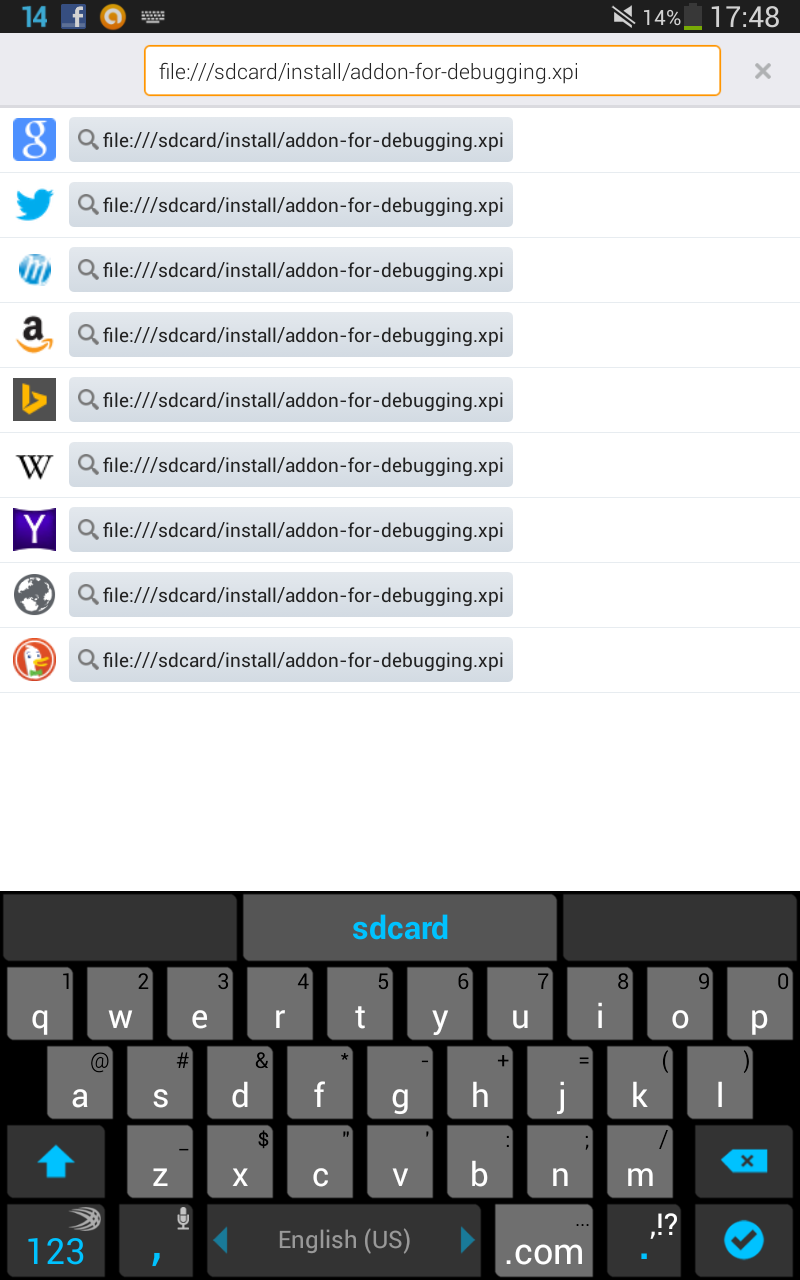 14 14% 17:48
file:///sdcard/install/addon-for-debugging.xpi ×
file:///sdcard/install/addon-for-debugging.xpi
file:///sdcard/install/addon-for-debugging.xpi
file:///sdcard/install/addon-for-debugging.xpi
file:///sdcard/install/addon-for-debugging.xpi
file:///sdcard/install/addon-for-debugging.xpi
W file:///sdcard/install/addon-for-debugging.xpi
Y file:///sdcard/install/addon-for-debugging.xpi
file:///sdcard/install/addon-for-debugging.xpi
file:///sdcard/install/addon-for-debugging.xpi
sdcard
1 2 3 4 5 6 7 8 9 0
q w e r t y u i o p
@ # & * - + = ( )
a s d f g h j k l
_ $ " ' : ; /
z x c v b n m
... ,!?
123 , English (US) .com .